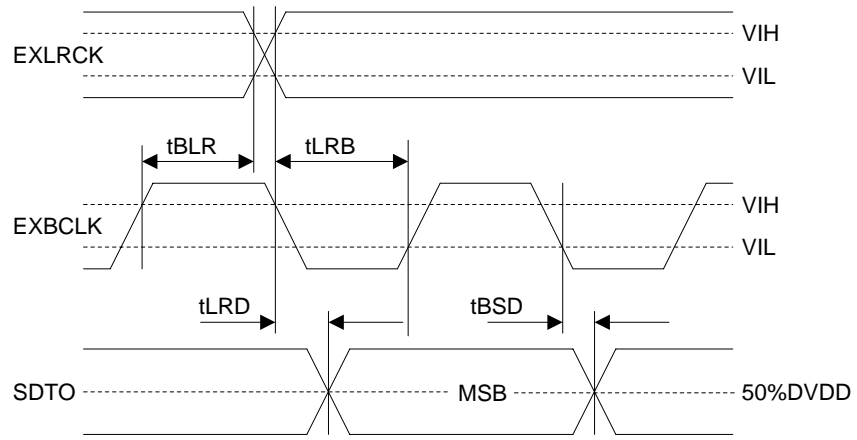 VIH
EXLRCK
VIL
tBLR tLRB
VIH
EXBCLK
VIL
tLRD tBSD
SDTO MSB 50%DVDD